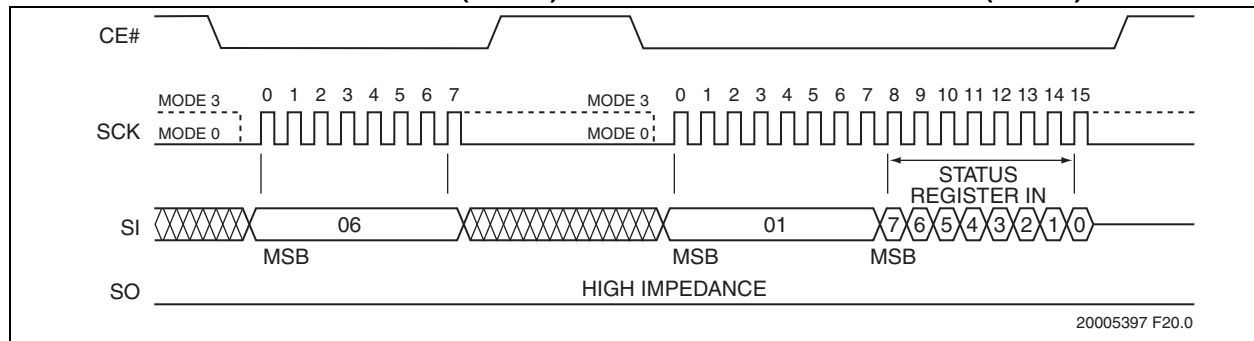 CE#
MODE 3 0 1 2 3 4 5 6 7 MODE 3 0 1 2 3 4 5 6 7 8 9 10 11 12 13 14 15
SCK MODE 0 MODE 0
STATUS
REGISTER IN
SI 06 01 7 6 5 4 3 2 1 0
MSB MSB MSB
SO HIGH IMPEDANCE
20005397 F20.0